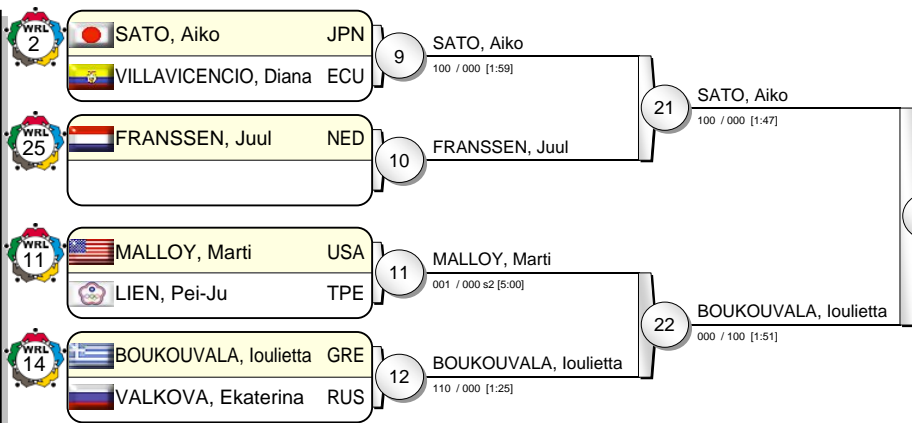 WRL
2
SATO, Aiko JPN
VILLAVICENCIO, Diana ECU
9
SATO, Aiko
100 / 000 [1:59]
21
SATO, Aiko
100 / 000 [1:47]
WRL
25
FRANSSEN, Juul NED
10
FRANSSEN, Juul
WRL
11
MALLOY, Marti USA
LIEN, Pei-Ju TPE
11
MALLOY, Marti
001 / 000 s2 [5:00]
22
BOUKOUVALA, Ioulietta
000 / 100 [1:51]
WRL
14
BOUKOUVALA, Ioulietta GRE
VALKOVA, Ekaterina RUS
12
BOUKOUVALA, Ioulietta
110 / 000 [1:25]